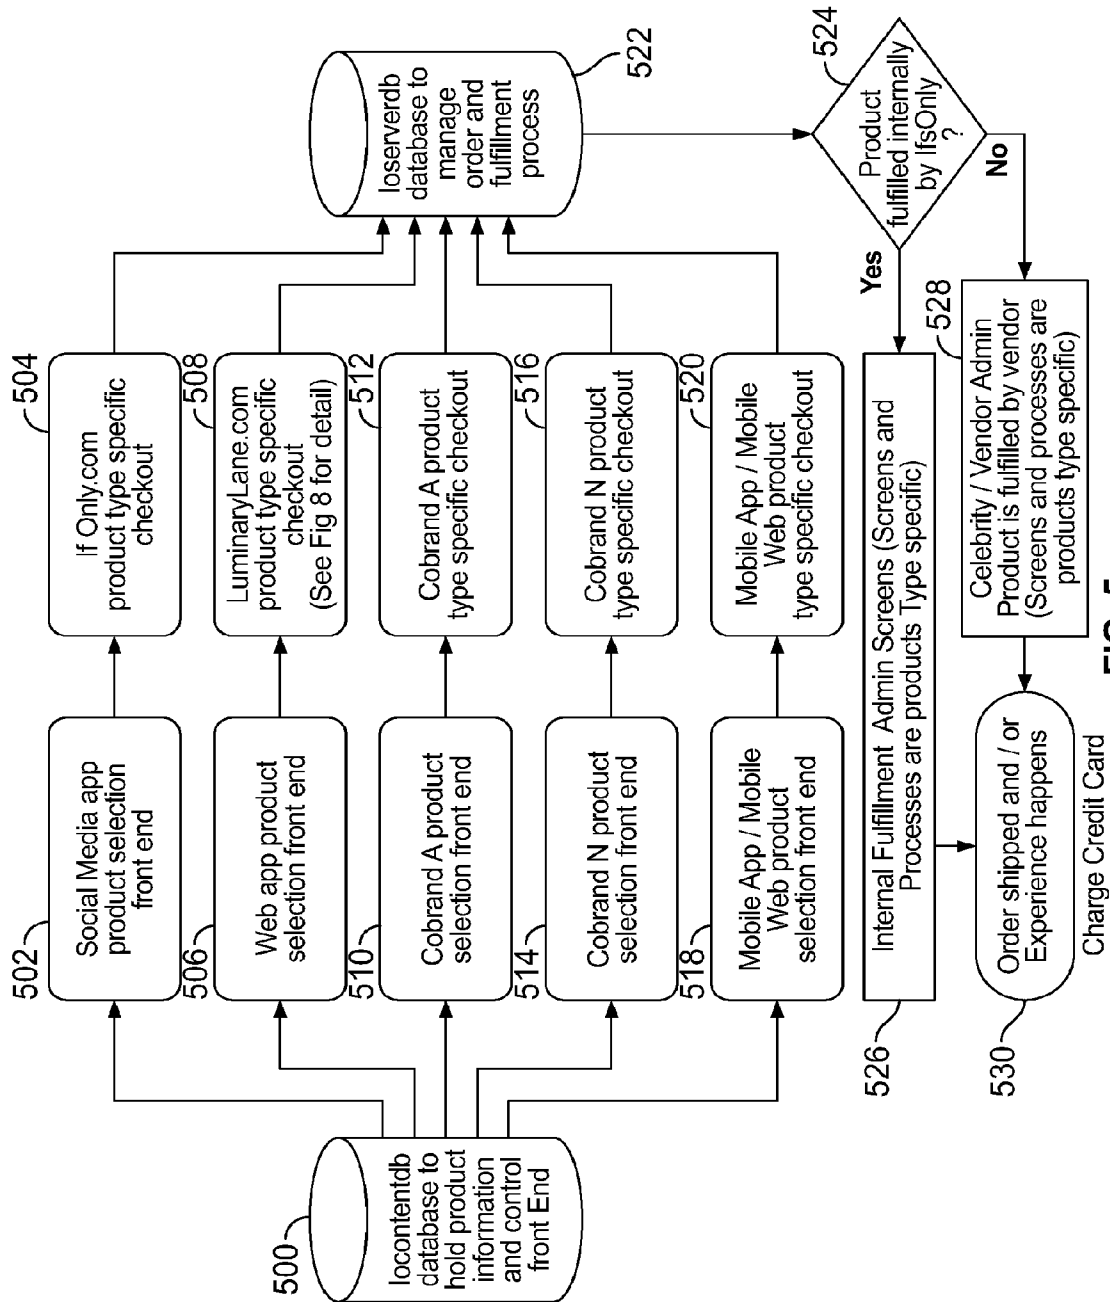 500
Iocontentdb
database to
hold product
information
and control
front End
502
Social Media app
product selection
front end
504
If Only.com
product type specific
checkout
506
Web app product
selection front end
508
LuminaryLane.com
product type specific
checkout
(See Fig 8 for detail)
510
Cobrand A product
selection front end
512
Cobrand A product
type specific checkout
514
Cobrand N product
selection front end
516
Cobrand N product
type specific checkout
518
Mobile App / Mobile
Web product
selection front end
520
Mobile App / Mobile
Web product
type specific checkout
Ioserverdb
database to
manage
order and
fulfillment
process
522
524
Product
fulfilled internally
by IfsOnly
?
Yes
No
526
Internal Fulfillment Admin Screens (Screens and
Processes are products Type specific)
528
Celebrity / Vendor Admin
Product is fulfilled by vendor
(Screens and processes are
products type specific)
530
Order shipped and / or
Experience happens
Charge Credit Card